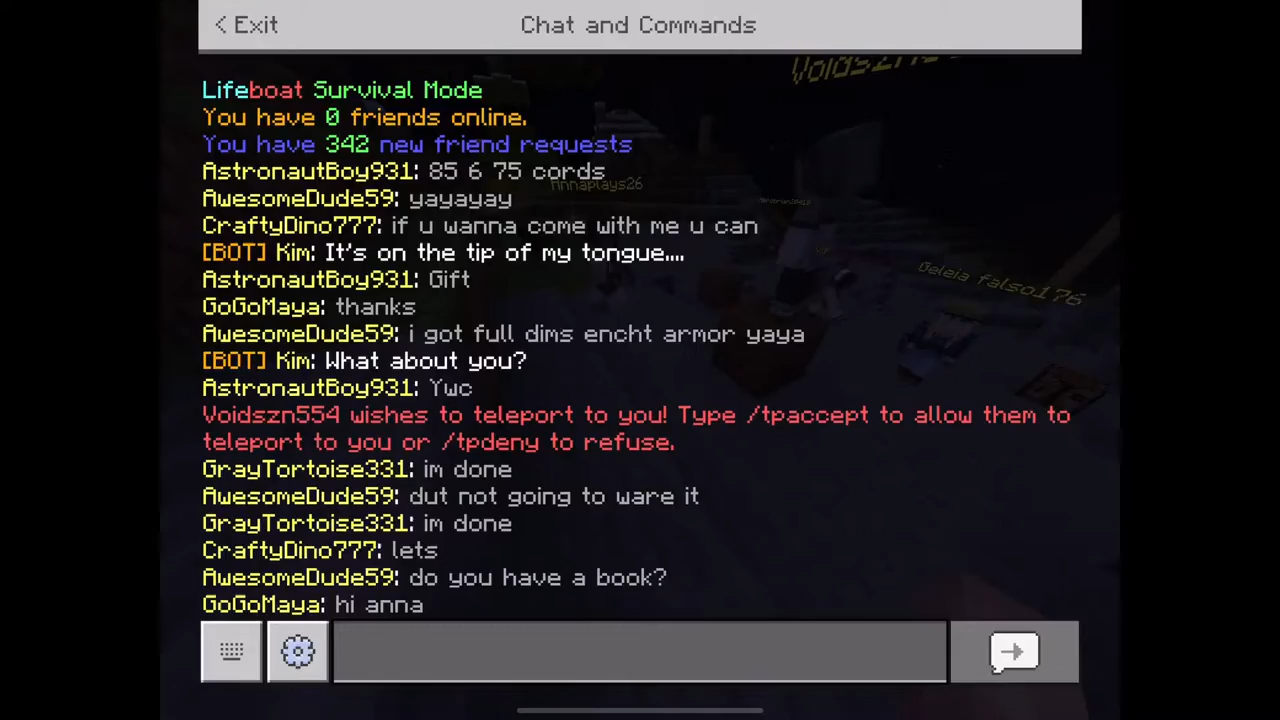 < Exit
Chat and Commands
Voidszn
Lifeboat Survival Mode
You have 0 friends online.
You have 342 new friend requests
AstronautBoy931: 85 6 75 cords
Annaplays26
AwesomeDude59: yayayay
CraftyDino777: if u wanna come with me u can
[BOT] Kim: It's on the tip of my tongue....
AstronautBoy931: Gift
Geleia falso176
GoGoMaya: thanks
AwesomeDude59: i got full dims encht armor yaya
[BOT] Kim: What about you?
AstronautBoy931: Ywc
Voidszn554 wishes to teleport to you! Type /tpaccept to allow them to
teleport to you or /tpdeny to refuse.
GrayTortoise331: im done
AwesomeDude59: dut not going to ware it
GrayTortoise331: im done
CraftyDino777: lets
AwesomeDude59: do you have a book?
GoGoMaya: hi anna